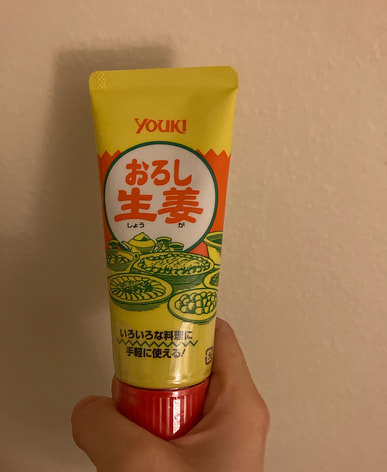 YOUKI
おろし
生姜
しょう が
いろいろな料理に
手軽に使える!